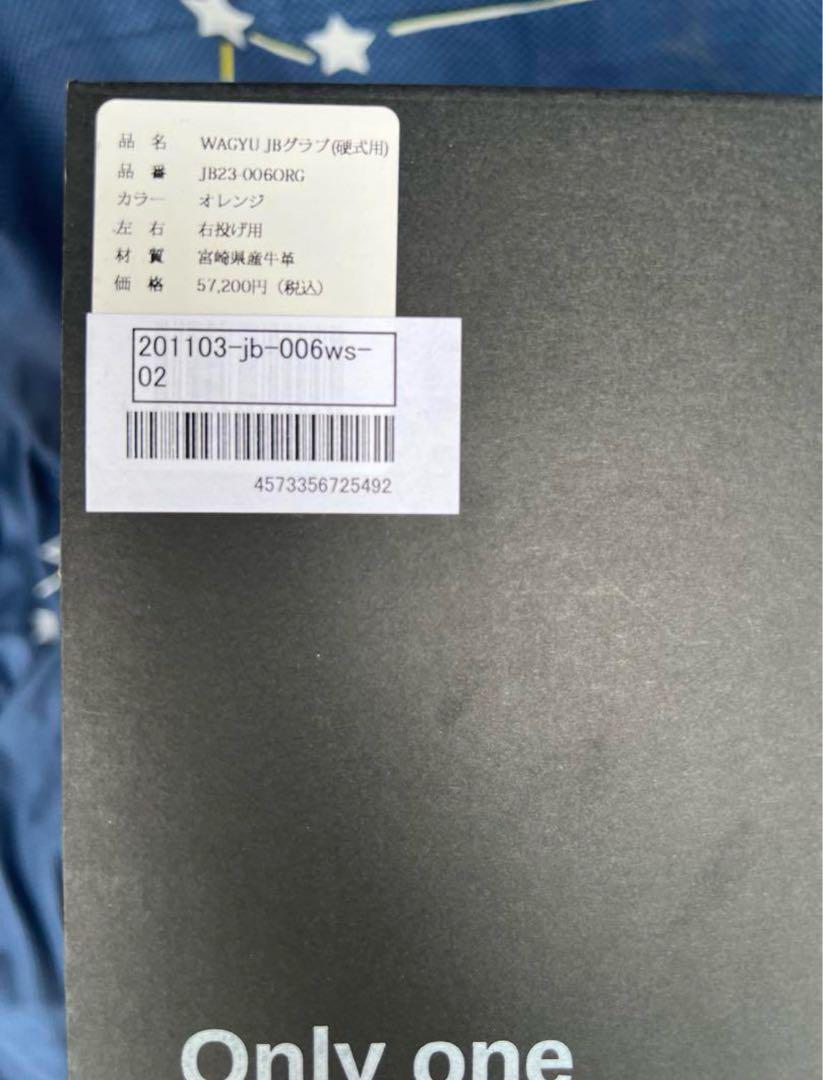 品 名 WAGYU JBグラブ(硬式用)
品 番 JB23-006ORG
カラー オレンジ
左 右 右投げ用
材 質 宮崎県産牛革
価 格 57,200円（税込）
201103-jb-006ws-
02
4573356725492
Only one